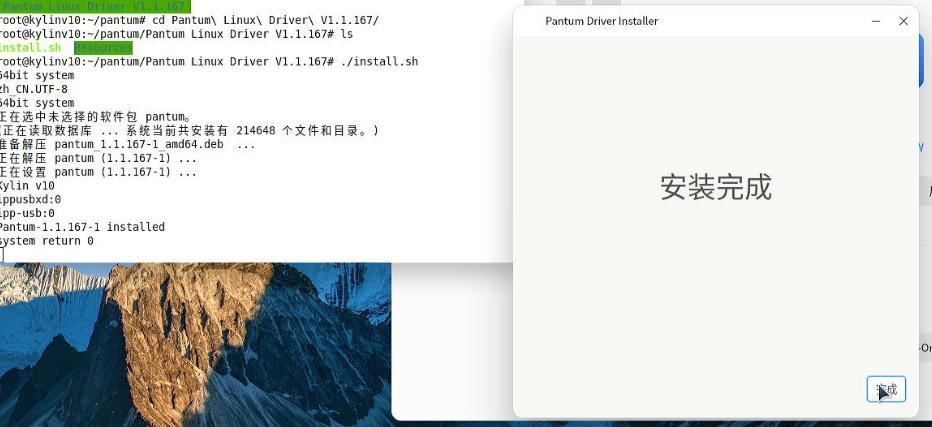 Pantum Linux Driver V1.1.167
root@kylinv10:~/pantum# cd Pantum\ Linux\ Driver\ V1.1.167/
root@kylinv10:~/pantum/Pantum Linux Driver V1.1.167# ls
install.sh Resources
root@kylinv10:~/pantum/Pantum Linux Driver V1.1.167# ./install.sh
64bit system
zh_CN.UTF-8
64bit system
正在选中未选择的软件包 pantum。
(正在读取数据库 ... 系统当前共安装有 214648 个文件和目录。)
准备解压 pantum_1.1.167-1_amd64.deb ...
正在解压 pantum (1.1.167-1) ...
正在设置 pantum (1.1.167-1) ...
Kylin v10
ippusbxd:0
ipp-usb:0
Pantum-1.1.167-1 installed
system return 0
Pantum Driver Installer
安装完成
完成